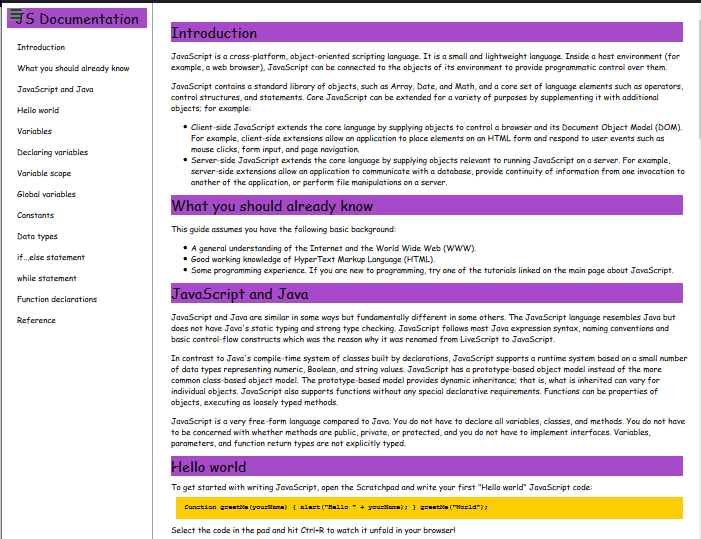 JS Documentation
Introduction
What you should already know
JavaScript and Java
Hello world
Variables
Declaring variables
Variable scope
Global variables
Constants
Data types
if...else statement
while statement
Function declarations
Reference
Introduction
JavaScript is a cross-platform, object-oriented scripting language. It is a small and lightweight language. Inside a host environment (for
example, a web browser), JavaScript can be connected to the objects of its environment to provide programmatic control over them.
JavaScript contains a standard library of objects, such as Array, Date, and Math, and a core set of language elements such as operators,
control structures, and statements. Core JavaScript can be extended for a variety of purposes by supplementing it with additional
objects; for example:
• Client-side JavaScript extends the core language by supplying objects to control a browser and its Document Object Model (DOM).
For example, client-side extensions allow an application to place elements on an HTML form and respond to user events such as
mouse clicks, form input, and page navigation.
• Server-side JavaScript extends the core language by supplying objects relevant to running JavaScript on a server. For example,
server-side extensions allow an application to communicate with a database, provide continuity of information from one invocation to
another of the application, or perform file manipulations on a server.
What you should already know
This guide assumes you have the following basic background:
• A general understanding of the Internet and the World Wide Web (WWW).
• Good working knowledge of HyperText Markup Language (HTML).
• Some programming experience. If you are new to programming, try one of the tutorials linked on the main page about JavaScript.
JavaScript and Java
JavaScript and Java are similar in some ways but fundamentally different in some others. The JavaScript language resembles Java but
does not have Java's static typing and strong type checking. JavaScript follows most Java expression syntax, naming conventions and
basic control-flow constructs which was the reason why it was renamed from LiveScript to JavaScript.
In contrast to Java's compile-time system of classes built by declarations, JavaScript supports a runtime system based on a small number
of data types representing numeric, Boolean, and string values. JavaScript has a prototype-based object model instead of the more
common class-based object model. The prototype-based model provides dynamic inheritance; that is, what is inherited can vary for
individual objects. JavaScript also supports functions without any special declarative requirements. Functions can be properties of
objects, executing as loosely typed methods.
JavaScript is a very free-form language compared to Java. You do not have to declare all variables, classes, and methods. You do not have
to be concerned with whether methods are public, private, or protected, and you do not have to implement interfaces. Variables,
parameters, and function return types are not explicitly typed.
Hello world
To get started with writing JavaScript, open the Scratchpad and write your first "Hello world" JavaScript code:
function greetMe(yourName) { alert("Hello " + yourName); } greetMe("World");
Select the code in the pad and hit Ctrl+R to watch it unfold in your browser!